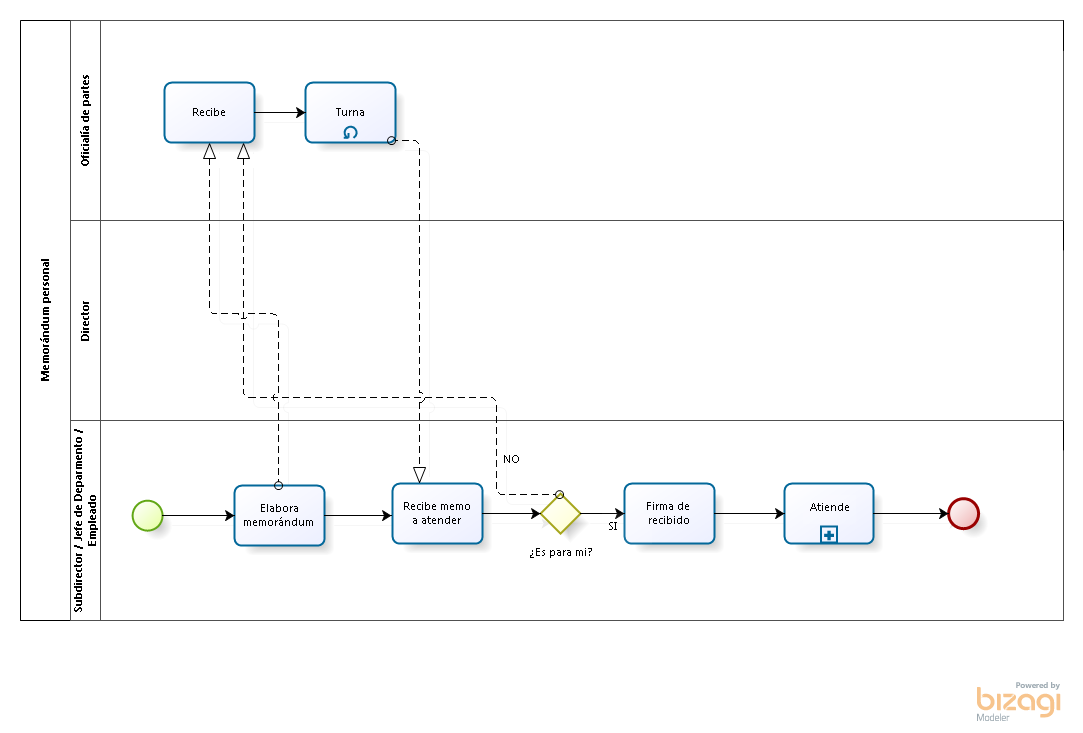 Memorándum personal
Oficialía de partes
Recibe
Turna
Director
Subdirector / Jefe de Deparmento /
Empleado
Elabora
memorándum
Recibe memo
a atender
NO
¿Es para mi?
SI
Firma de
recibido
Atiende
Powered by
bizagi
Modeler